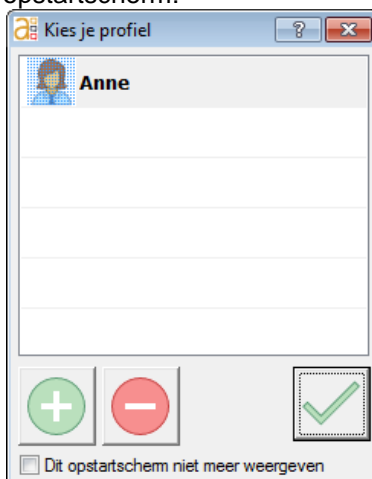 opstartscherm.
Kies je profiel
Anne
Dit opstartscherm niet meer weergeven